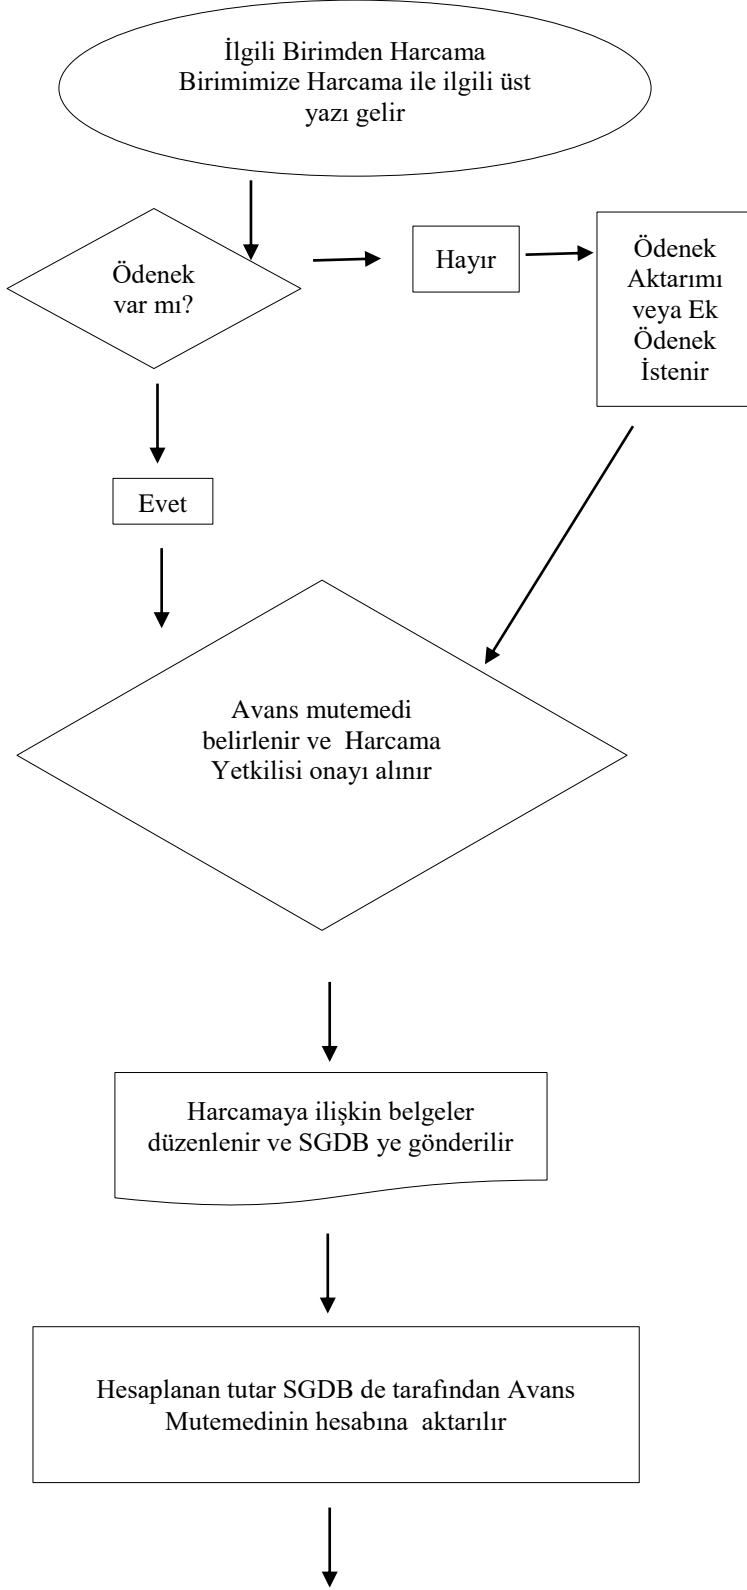 İlgili Birimden Harcama
Birimimize Harcama ile ilgili üst
yazı gelir
Ödenek
var mı?
Hayır
Ödenek
Aktarımı
veya Ek
Ödenek
İstenir
Evet
Avans mutemedi
belirlenir ve Harcama
Yetkilisi onayı alınır
Harcamaya ilişkin belgeler
düzenlenir ve SGDB ye gönderilir
Hesaplanan tutar SGDB de tarafından Avans
Mutemedinin hesabına aktarılır